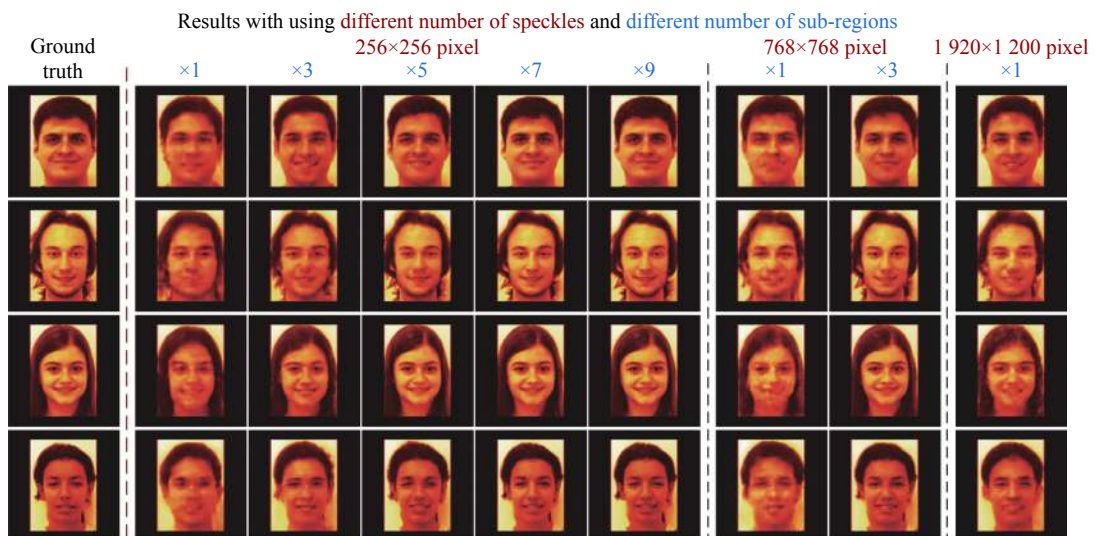 Results with using different number of speckles and different number of sub-regions
Ground truth
256×256 pixel
768×768 pixel
1 920×1 200 pixel
×1 ×3 ×5 ×7 ×9 ×1 ×3 ×1